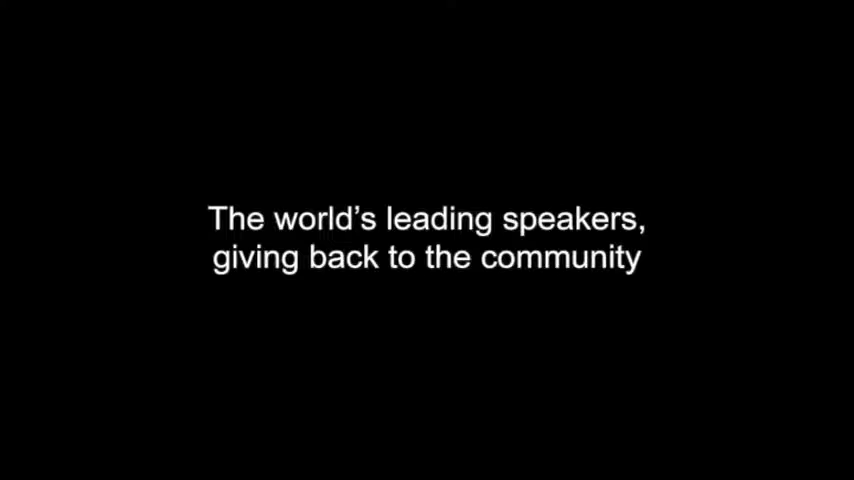 The world’s leading speakers,
giving back to the community